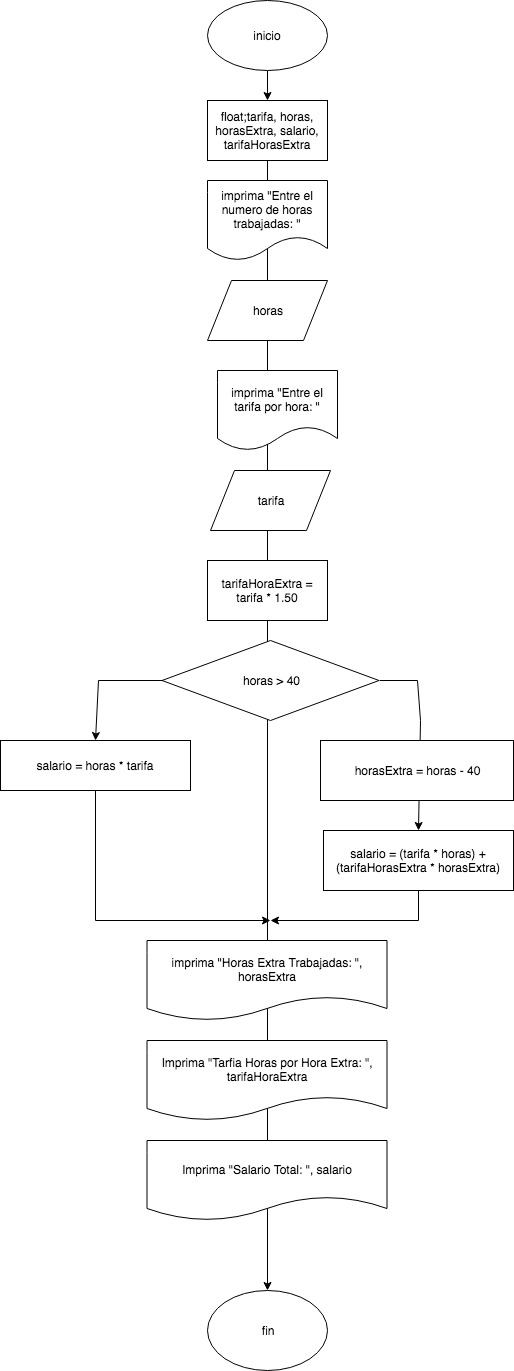 inicio
float;tarifa, horas,
horasExtra, salario,
tarifaHorasExtra
imprima "Entre el
numero de horas
trabajadas: "
horas
imprima "Entre el
tarifa por hora: "
tarifa
tarifaHoraExtra =
tarifa * 1.50
horas > 40
salario = horas * tarifa
horasExtra = horas - 40
salario = (tarifa * horas) +
(tarifaHorasExtra * horasExtra)
imprima "Horas Extra Trabajadas: ",
horasExtra
Imprima "Tarfia Horas por Hora Extra: ",
tarifaHoraExtra
Imprima "Salario Total: ", salario
fin